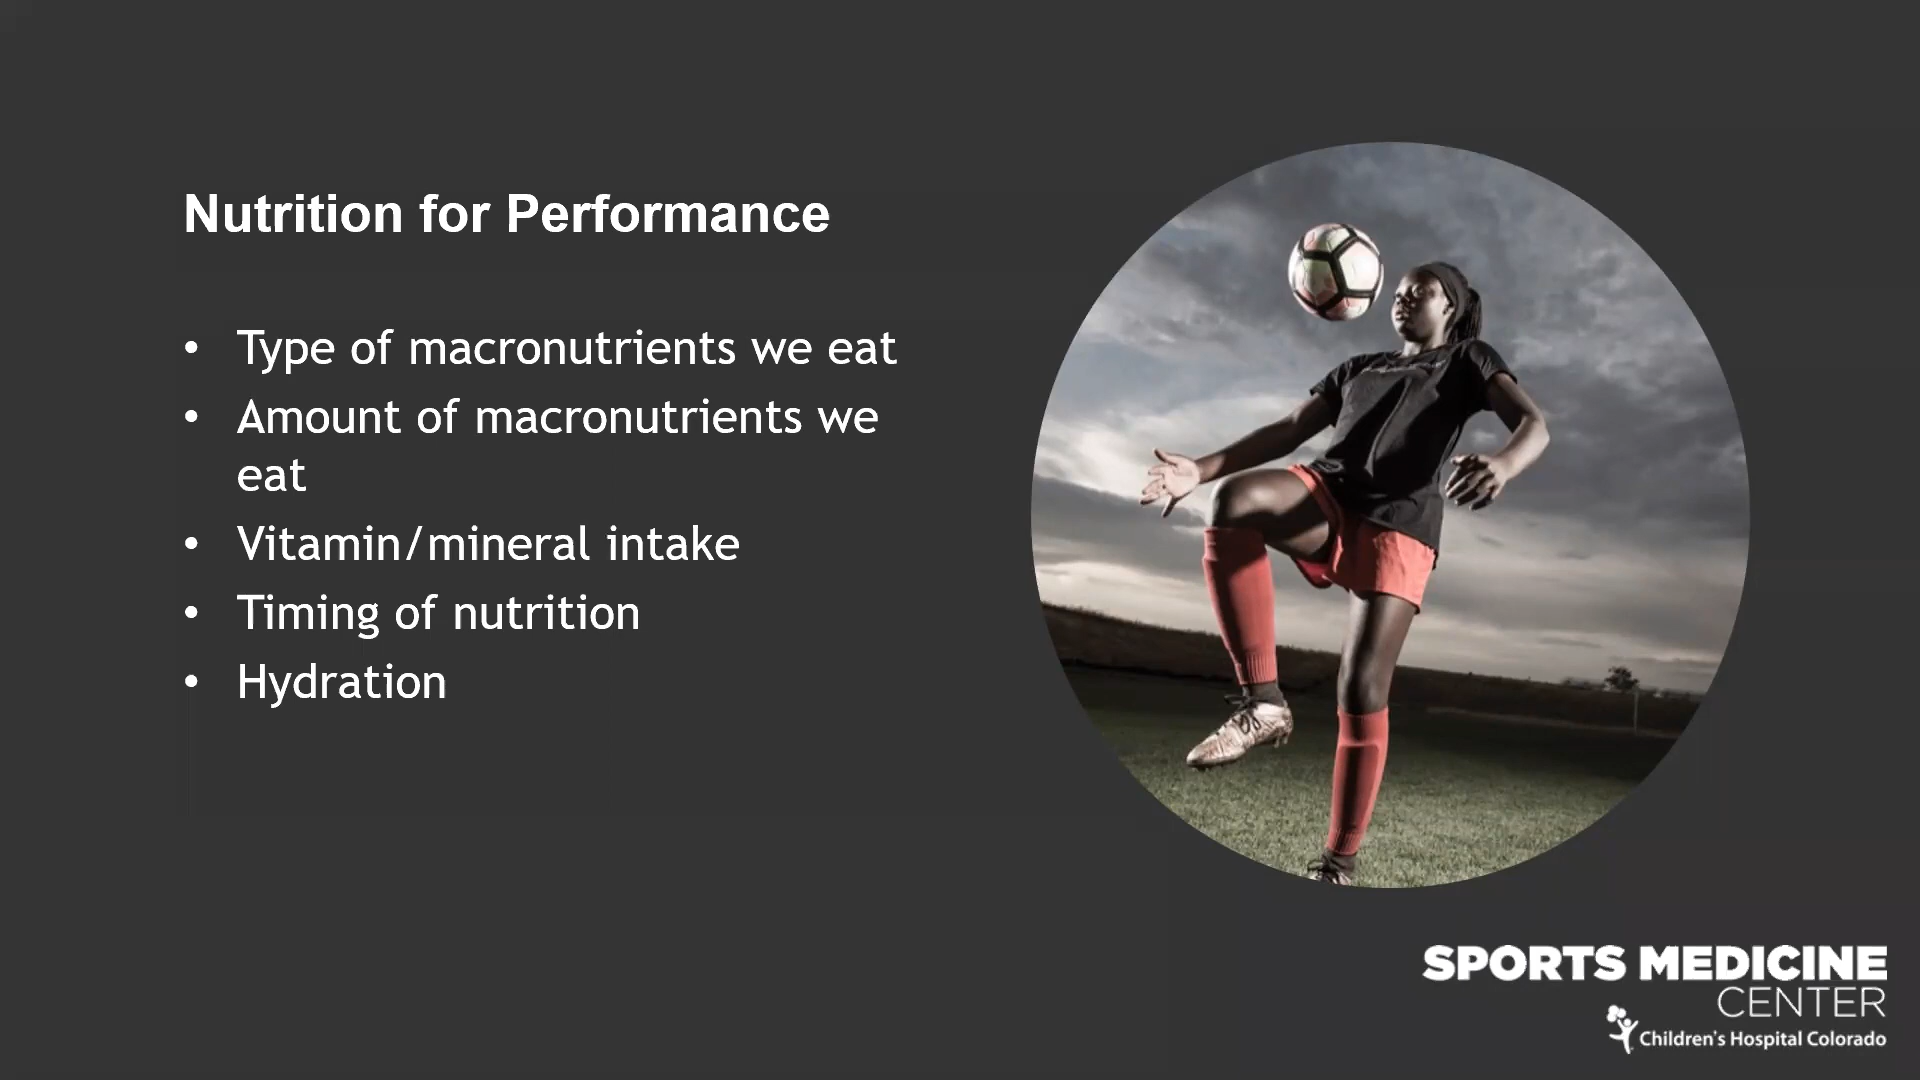 Nutrition for Performance
• Type of macronutrients we eat
• Amount of macronutrients we
eat
• Vitamin/mineral intake
• Timing of nutrition
• Hydration
SPORTS MEDICINE
CENTER
Children's Hospital Colorado